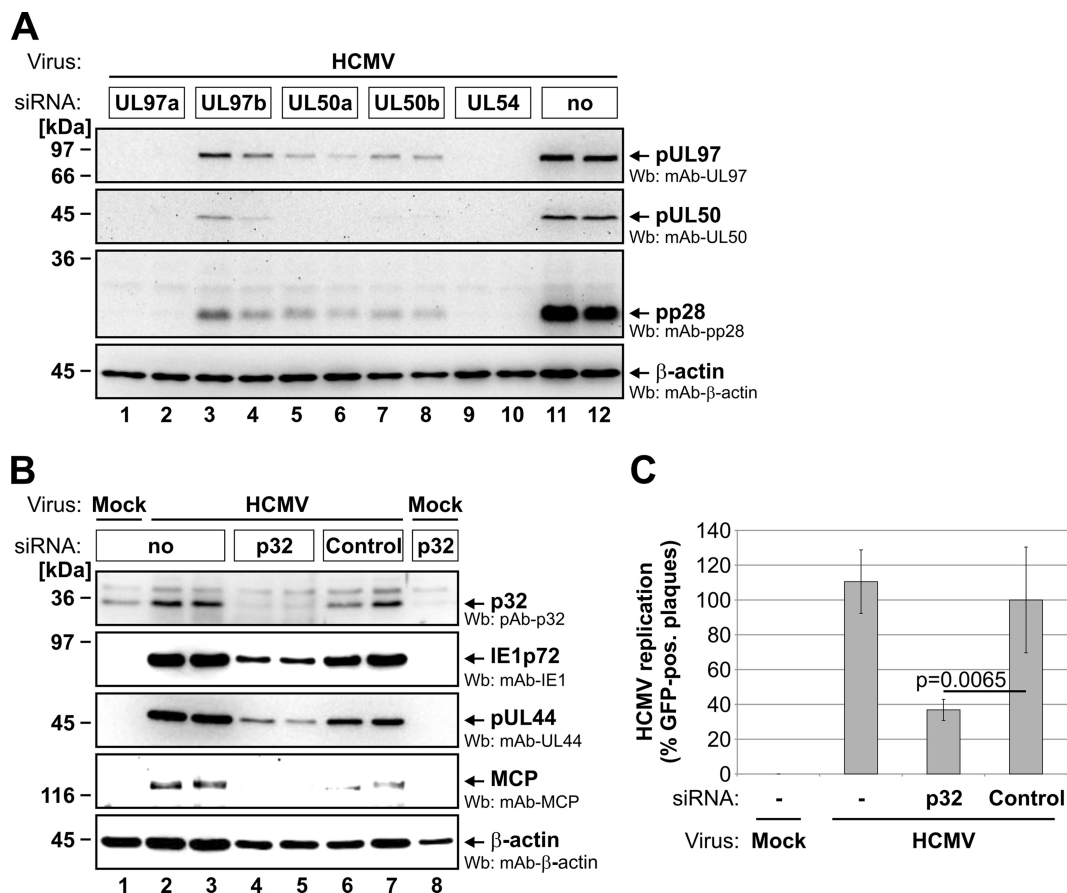 A
Virus: HCMV
siRNA: UL97a UL97b UL50a UL50b UL54 no
[kDa]
97 –
66 –
← pUL97
Wb: mAb-UL97
45 –
← pUL50
Wb: mAb-UL50
36 –
← pp28
Wb: mAb-pp28
45 –
← β-actin
Wb: mAb-β-actin
1 2 3 4 5 6 7 8 9 10 11 12
B
Virus: Mock HCMV Mock
siRNA: no p32 Control p32
[kDa]
36 –
← p32
Wb: pAb-p32
97 –
← IE1p72
Wb: mAb-IE1
45 –
← pUL44
Wb: mAb-UL44
116 –
← MCP
Wb: mAb-MCP
45 –
← β-actin
Wb: mAb-β-actin
1 2 3 4 5 6 7 8
C
HCMV replication
(% GFP-pos. plaques)
140
120
100
80
60
40
20
0
p=0.0065
siRNA: - - p32 Control
Virus: Mock HCMV